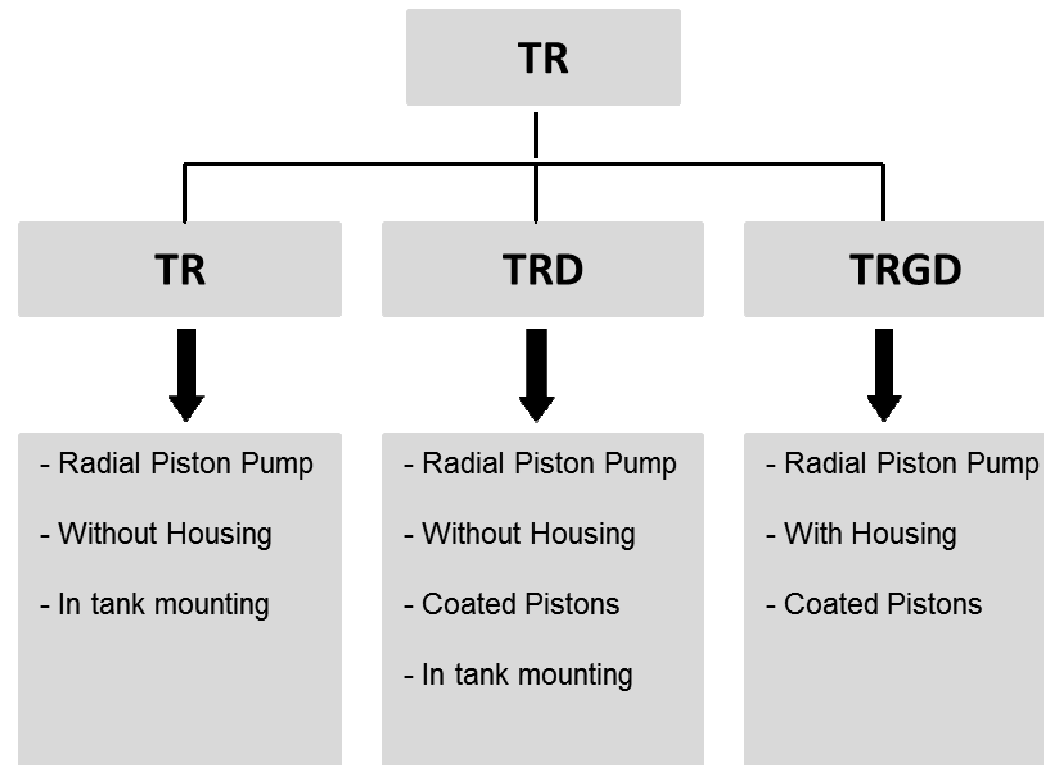 TR
TR
TRD
TRGD
- Radial Piston Pump
- Without Housing
- In tank mounting
- Radial Piston Pump
- Without Housing
- Coated Pistons
- In tank mounting
- Radial Piston Pump
- With Housing
- Coated Pistons